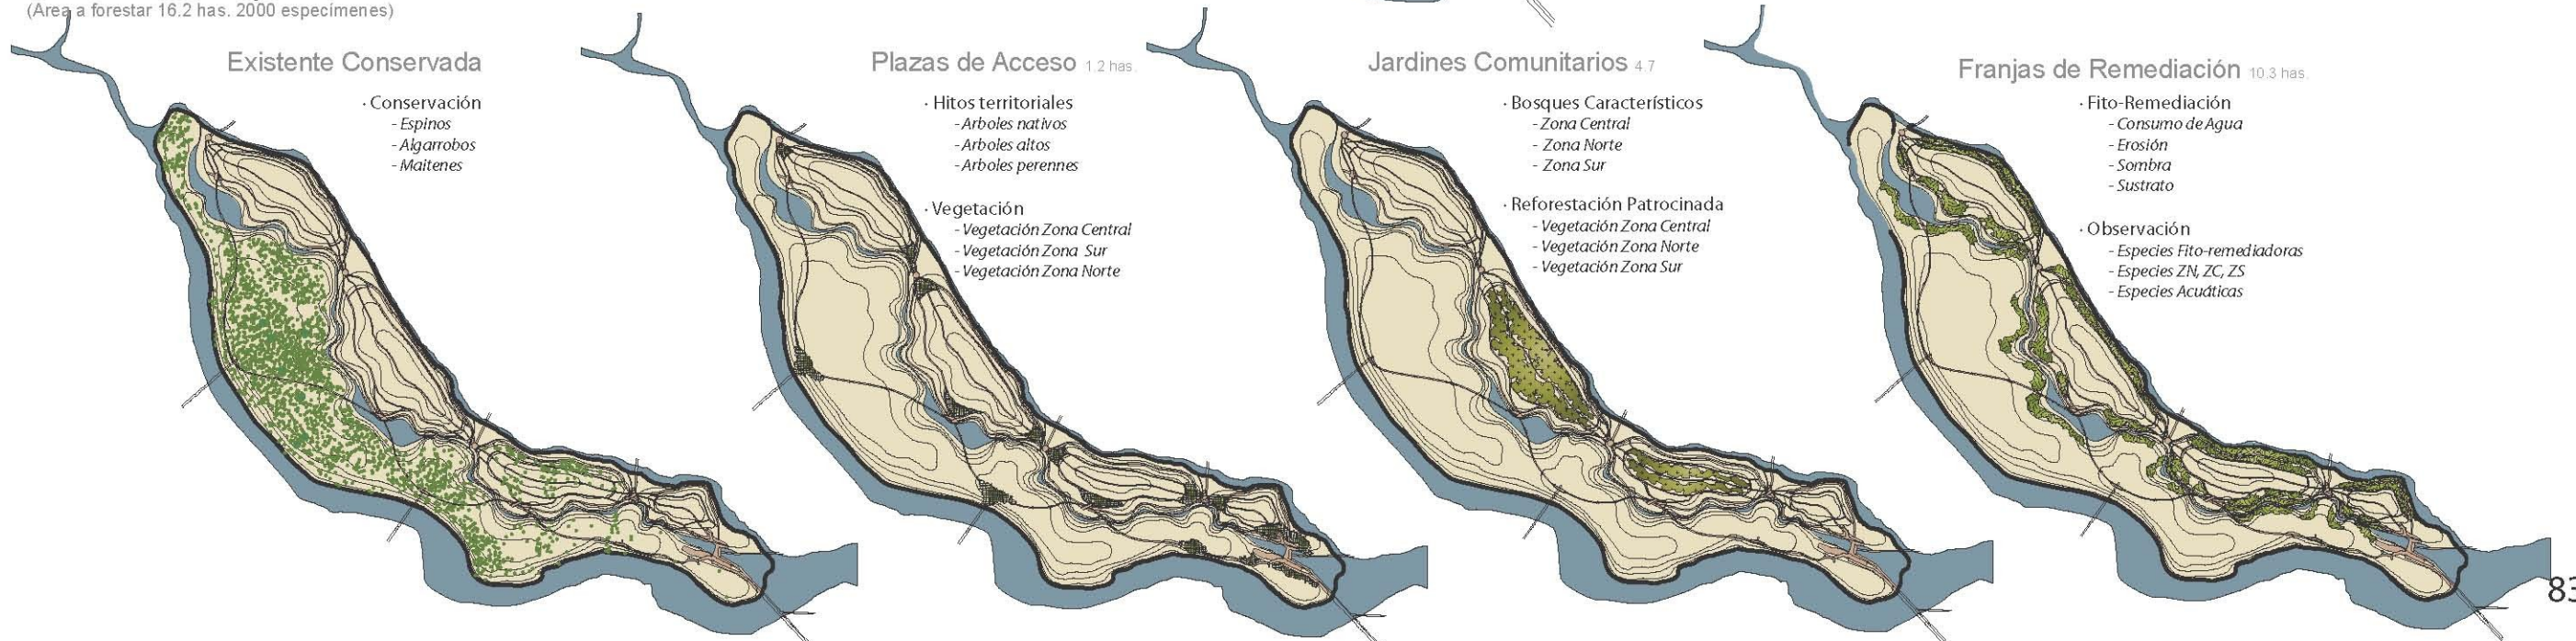 (Area a forestar 16.2 has. 2000 especímenes)
Existente Conservada
· Conservación
- Espinos
- Algarrobos
- Maitenes
Plazas de Acceso 1.2 has.
· Hitos territoriales
- Arboles nativos
- Arboles altos
- Arboles perennes
· Vegetación
- Vegetación Zona Central
- Vegetación Zona Sur
- Vegetación Zona Norte
Jardines Comunitarios 4.7
· Bosques Característicos
- Zona Central
- Zona Norte
- Zona Sur
· Reforestación Patrocinada
- Vegetación Zona Central
- Vegetación Zona Norte
- Vegetación Zona Sur
Franjas de Remediación 10.3 has.
· Fito-Remediación
- Consumo de Agua
- Erosión
- Sombra
- Sustrato
· Observación
- Especies Fito-remediadoras
- Especies ZN, ZC, ZS
- Especies Acuáticas
83